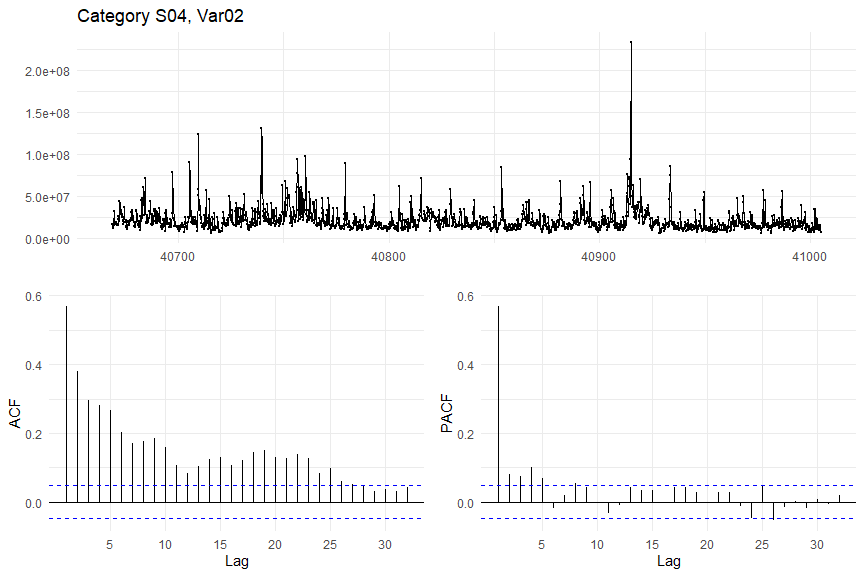 Category S04, Var02
2.0e+08
1.5e+08
1.0e+08
5.0e+07
0.0e+00
40700 40800 40900 41000
0.6 0.6
0.4 0.4
ACF PACF
0.2 0.2
0.0 0.0
5 10 15 20 25 30 5 10 15 20 25 30
Lag Lag